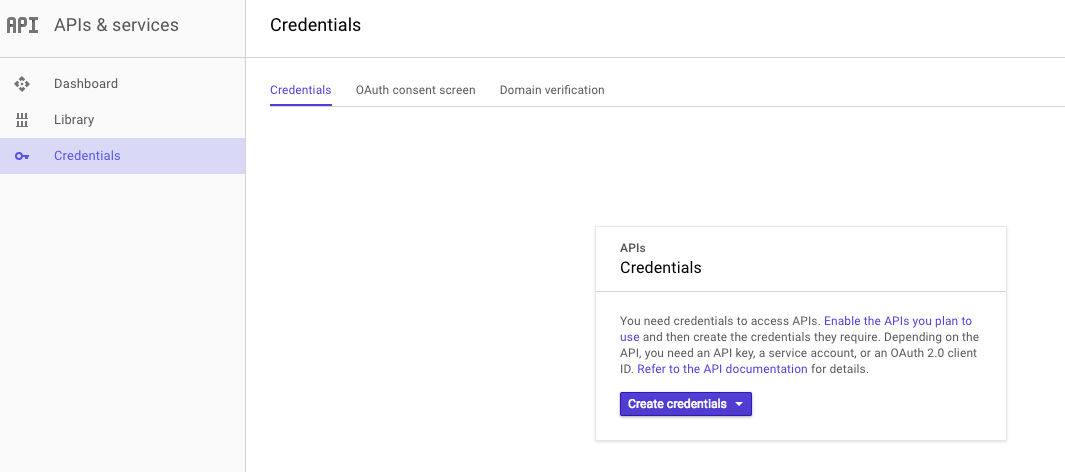 API APIs & services
Credentials
Dashboard
Library
Credentials
Credentials OAuth consent screen Domain verification
APIs
Credentials
You need credentials to access APIs. Enable the APIs you plan to
use and then create the credentials they require. Depending on the
API, you need an API key, a service account, or an OAuth 2.0 client
ID. Refer to the API documentation for details.
Create credentials